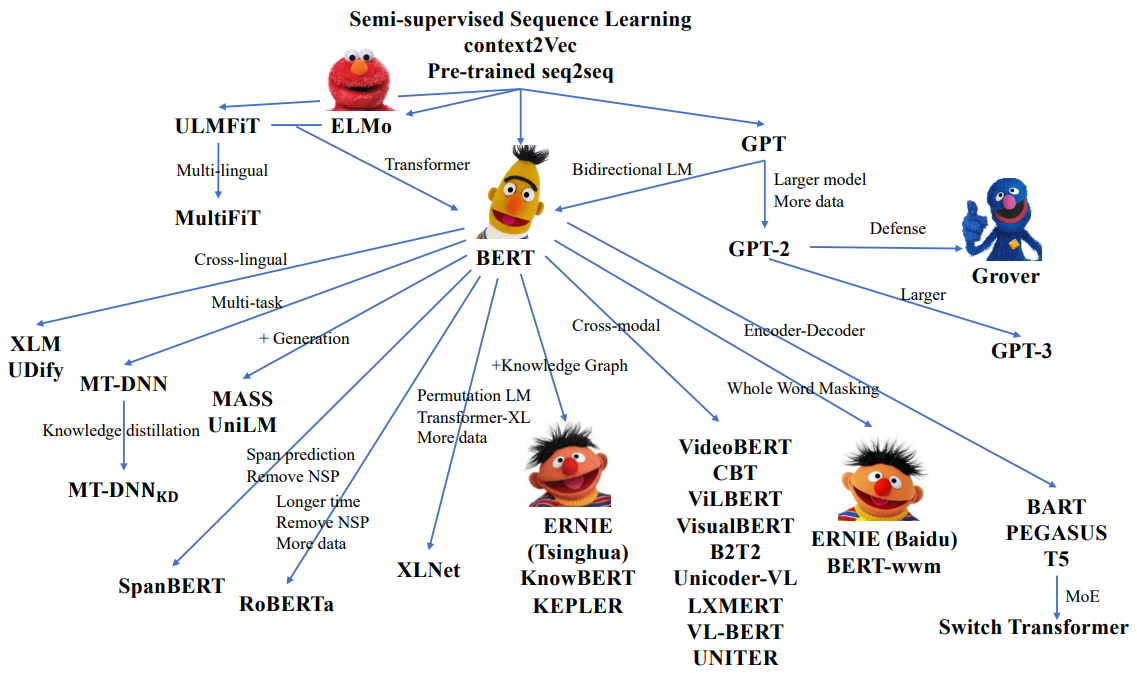 Semi-supervised Sequence Learning
context2Vec
Pre-trained seq2seq
ULMFiT
ELMo
GPT
Multi-lingual
Transformer
Bidirectional LM
Larger model
More data
MultiFiT
GPT-2
Defense
Grover
BERT
Cross-lingual
Larger
Multi-task
Cross-modal
Encoder-Decoder
+ Generation
XLM
UDify
GPT-3
+Knowledge Graph
MT-DNN
Whole Word Masking
MASS
UniLM
Permutation LM
Transformer-XL
More data
Knowledge distillation
Span prediction
Remove NSP
MT-DNNKD
Longer time
Remove NSP
More data
VideoBERT
CBT
ViLBERT
VisualBERT
B2T2
Unicoder-VL
LXMERT
VL-BERT
UNITER
ERNIE
(Tsinghua)
KnowBERT
KEPLER
ERNIE (Baidu)
BERT-wwm
BART
PEGASUS
T5
XLNet
SpanBERT
RoBERTa
MoE
Switch Transformer